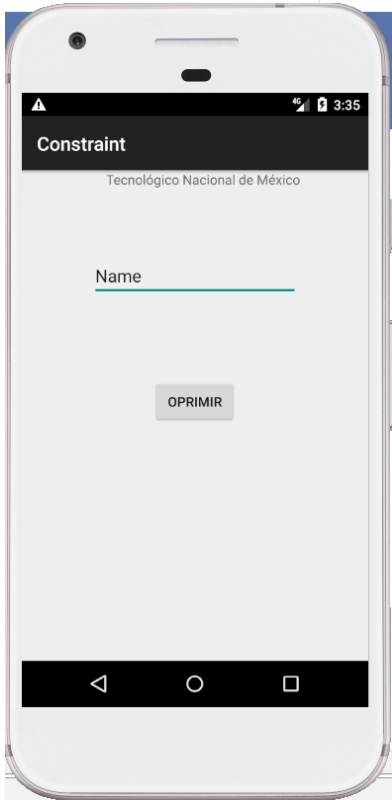 4G 3:35
Constraint
Tecnológico Nacional de México
Name
OPRIMIR